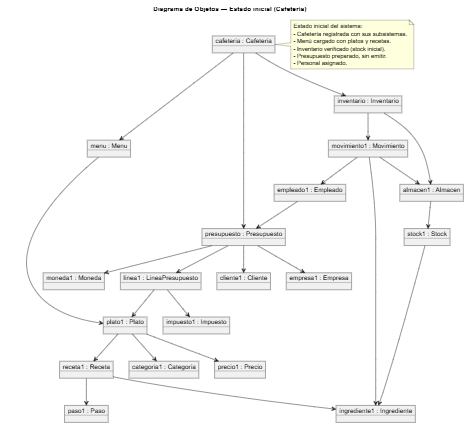 Diagrama de Objetos — Estado inicial (Cafetería)
Estado inicial del sistema:
- Cafetería registrada con sus subsistemas.
- Menú cargado con platos y recetas.
- Inventario verificado (stock inicial).
- Presupuesto preparado, sin emitir.
- Personal asignado.
cafeteria : Cafeteria
inventario : Inventario
menu : Menu
movimiento1 : Movimiento
empleado1 : Empleado
almacen1 : Almacen
presupuesto : Presupuesto
stock1 : Stock
moneda1 : Moneda
linea1 : LineaPresupuesto
cliente1 : Cliente
empresa1 : Empresa
plato1 : Plato
impuesto1 : Impuesto
receta1 : Receta
categoria1 : Categoria
precio1 : Precio
paso1 : Paso
ingrediente1 : Ingrediente